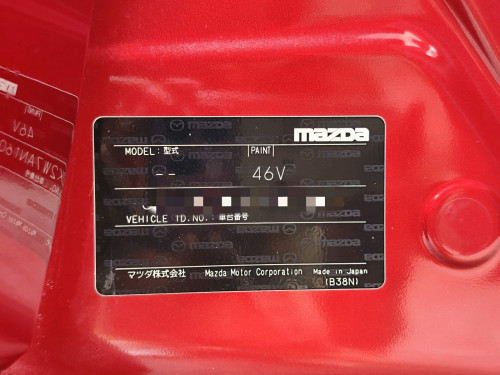 mazda
MODEL:型式 PAINT
46V
VEHICLE ID.NO.:車台番号
マツダ株式会社 Mazda Motor Corporation Made in Japan
(B38N)
46V